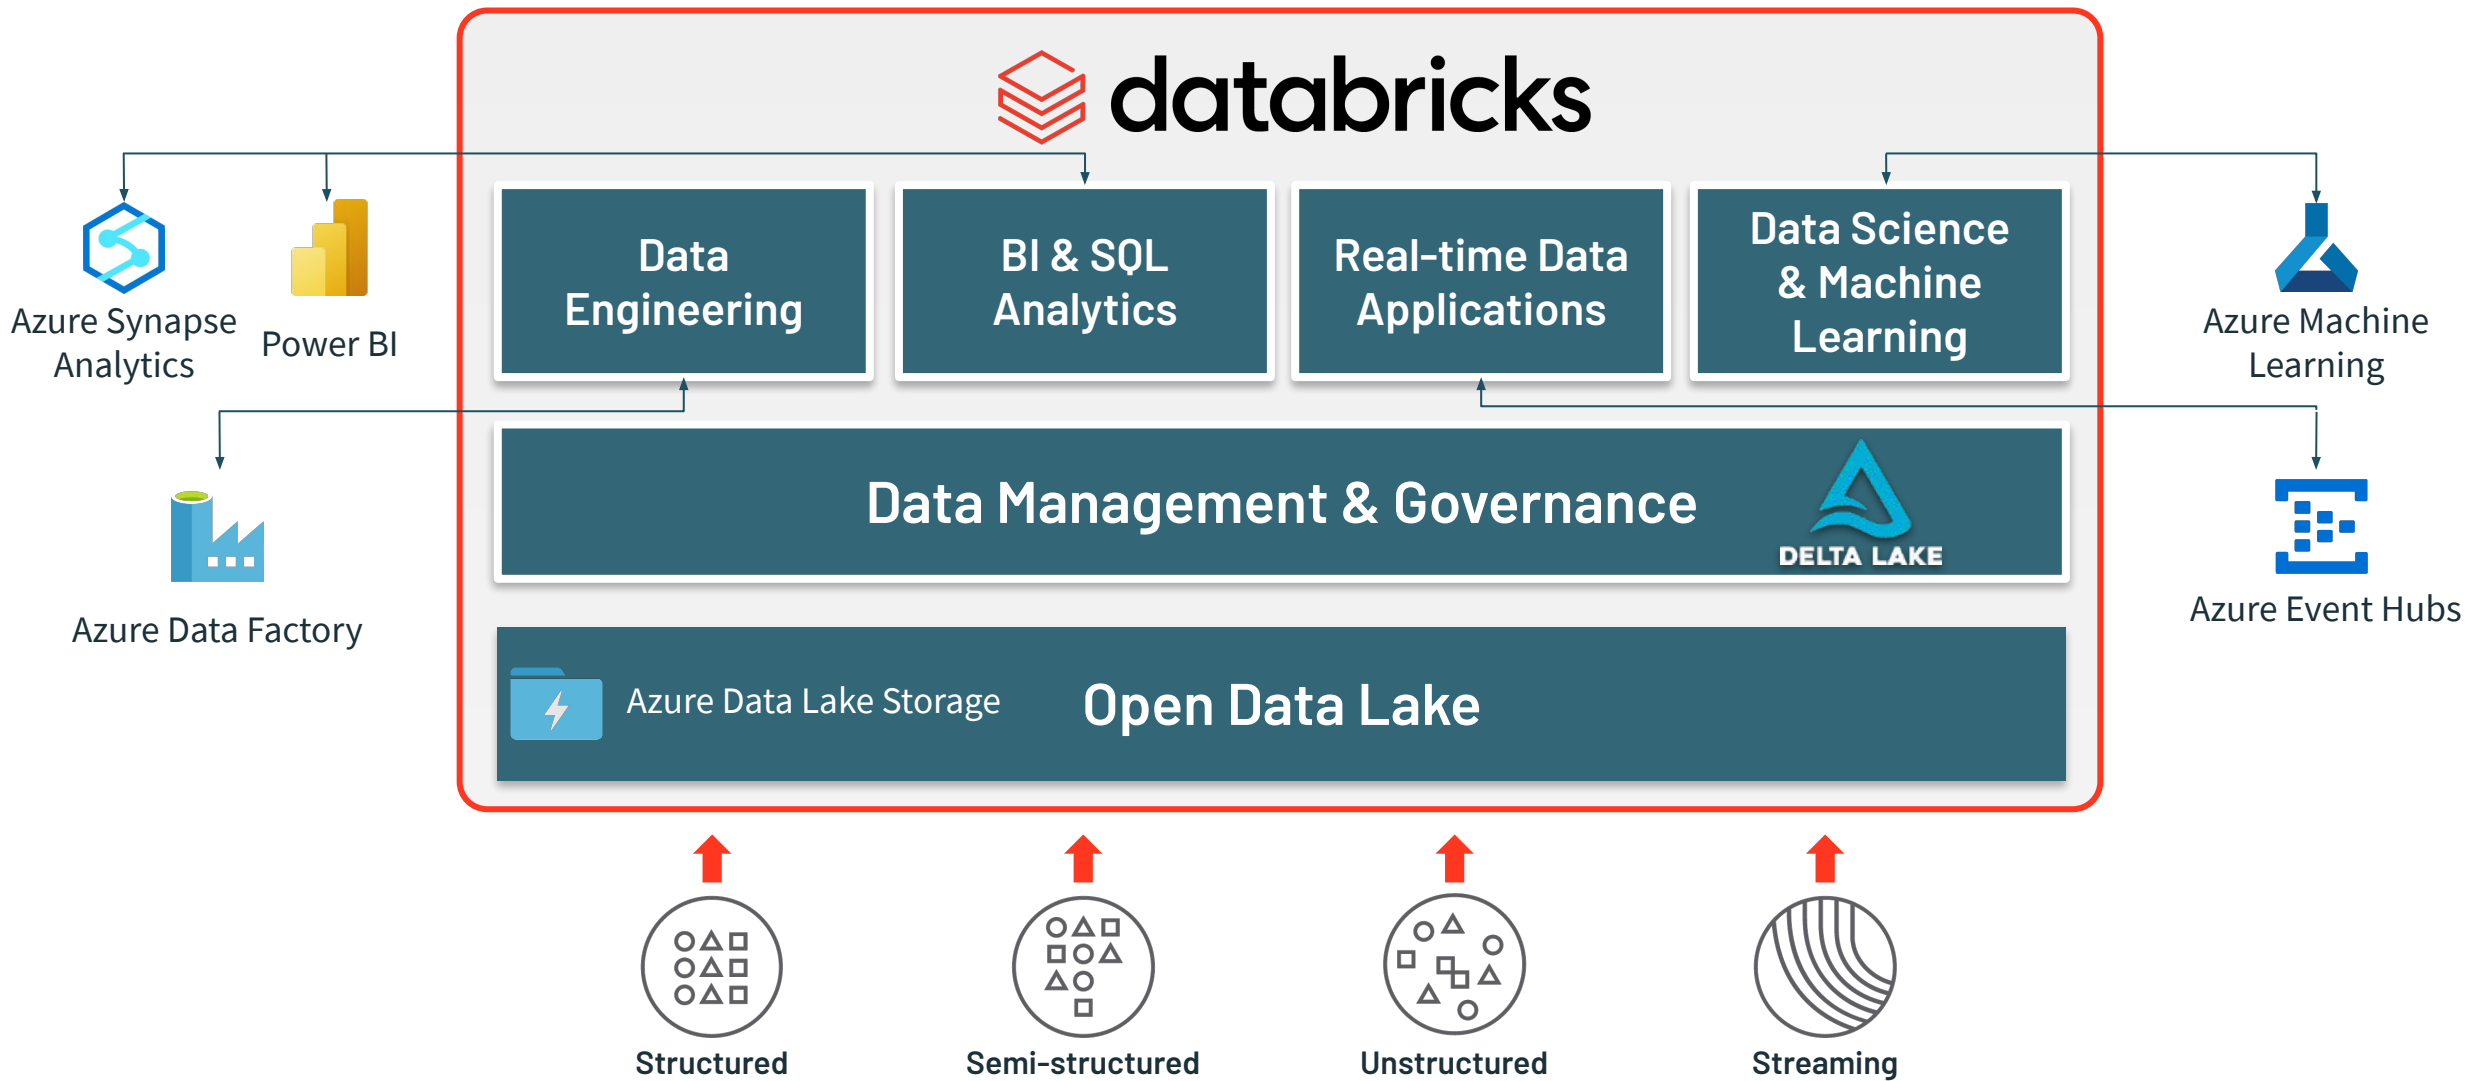 databricks
Azure Synapse
Analytics
Power BI
Data
Engineering
BI & SQL
Analytics
Real-time Data
Applications
Data Science
& Machine
Learning
Azure Machine
Learning
Azure Data Factory
Data Management & Governance
DELTA LAKE
Azure Event Hubs
Azure Data Lake Storage
Open Data Lake
Structured
Semi-structured
Unstructured
Streaming